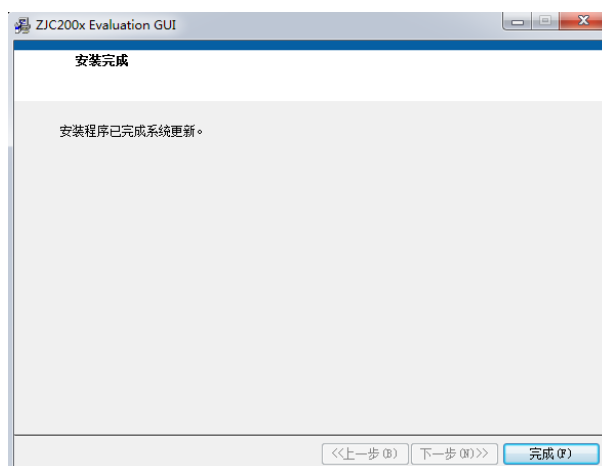 ZJC200x Evaluation GUI
安装完成
安装程序已完成系统更新。
<<上一步(B) 下一步(N)>> 完成(F)